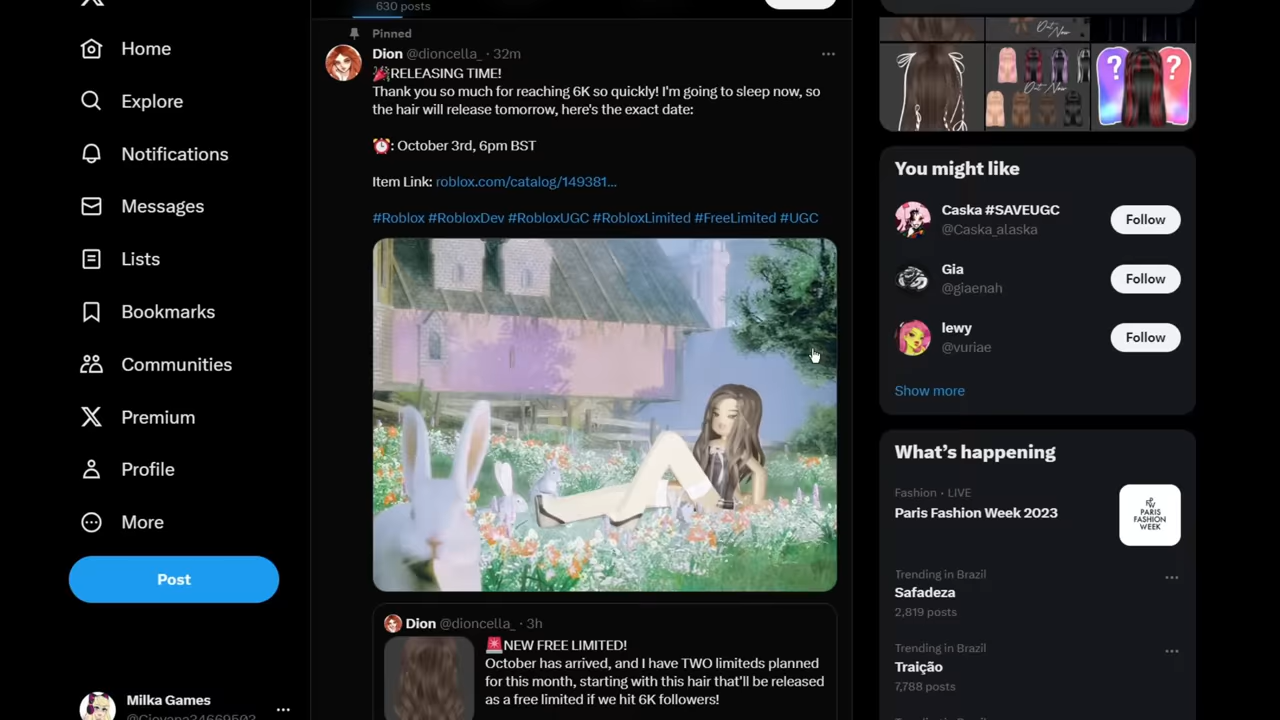 630 posts
Home
Explore
Notifications
Messages
Lists
Bookmarks
Communities
Premium
Profile
More
Post
Milka Games
Pinned
Dion @dioncella_ · 32m
🎉RELEASING TIME!
Thank you so much for reaching 6K so quickly! I'm going to sleep now, so
the hair will release tomorrow, here's the exact date:
⏰: October 3rd, 6pm BST
Item Link: roblox.com/catalog/149381...
#Roblox #RobloxDev #RobloxUGC #RobloxLimited #FreeLimited #UGC
Dion @dioncella_ · 3h
🚨NEW FREE LIMITED!
October has arrived, and I have TWO limiteds planned
for this month, starting with this hair that'll be released
as a free limited if we hit 6K followers!
Out Now
Out Now
? ?
You might like
Caska #SAVEUGC
@Caska_alaska
Follow
Gia
@giaenah
Follow
lewy
@vuriae
Follow
Show more
What's happening
Fashion · LIVE
Paris Fashion Week 2023
PARIS
FASHION
WEEK
Trending in Brazil
Safadeza
2,819 posts
Trending in Brazil
Traição
7,788 posts